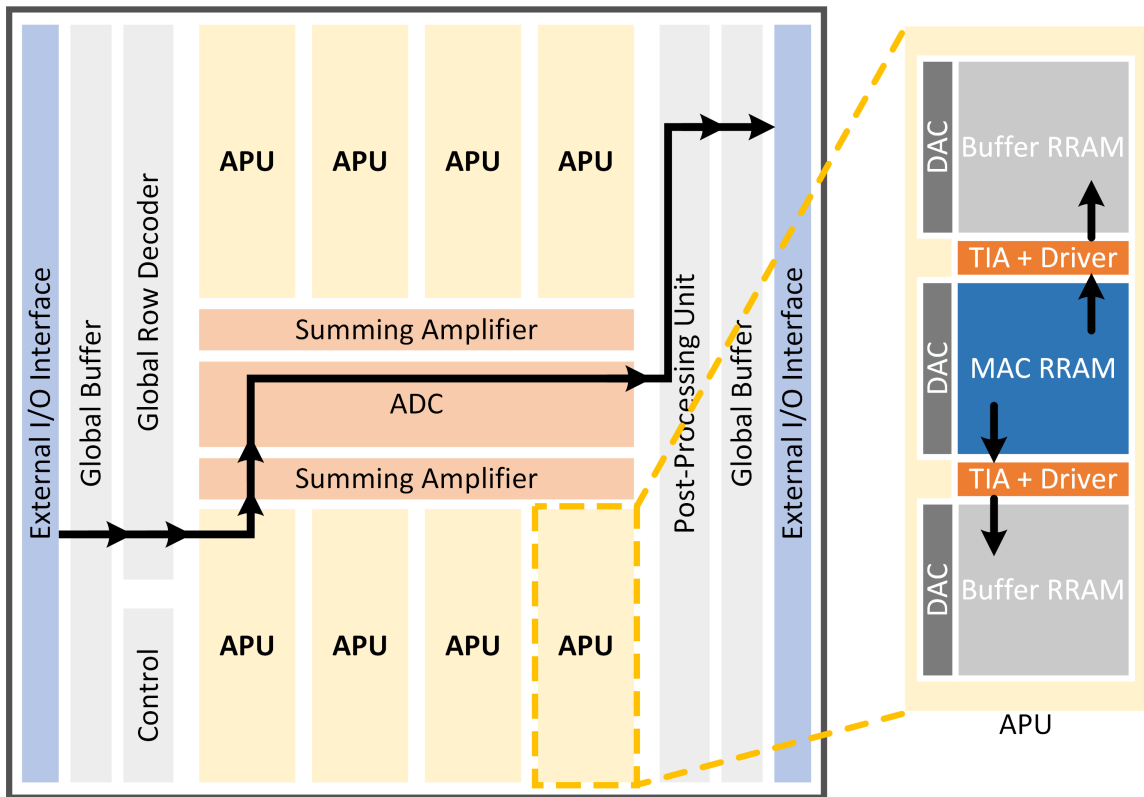 External I/O Interface
Global Buffer
Global Row Decoder
Control
APU
APU
APU
APU
Summing Amplifier
ADC
Summing Amplifier
APU
APU
APU
APU
Post-Processing Unit
Global Buffer
External I/O Interface
DAC
Buffer RRAM
TIA + Driver
DAC
MAC RRAM
TIA + Driver
DAC
Buffer RRAM
APU